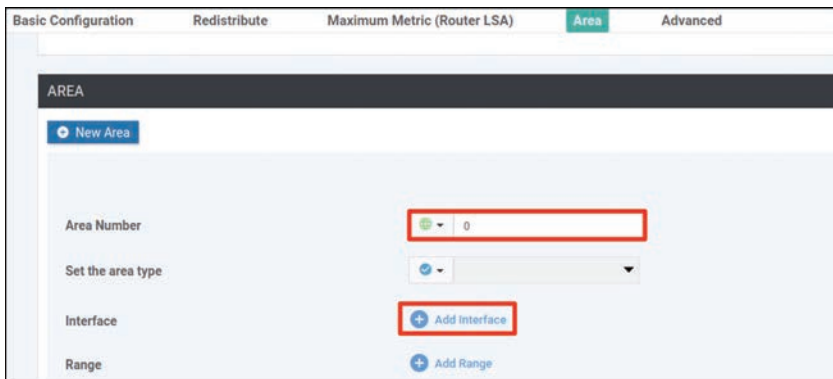 Basic Configuration Redistribute Maximum Metric (Router LSA) Area Advanced
AREA
New Area
Area Number 0
Set the area type
Interface Add Interface
Range Add Range